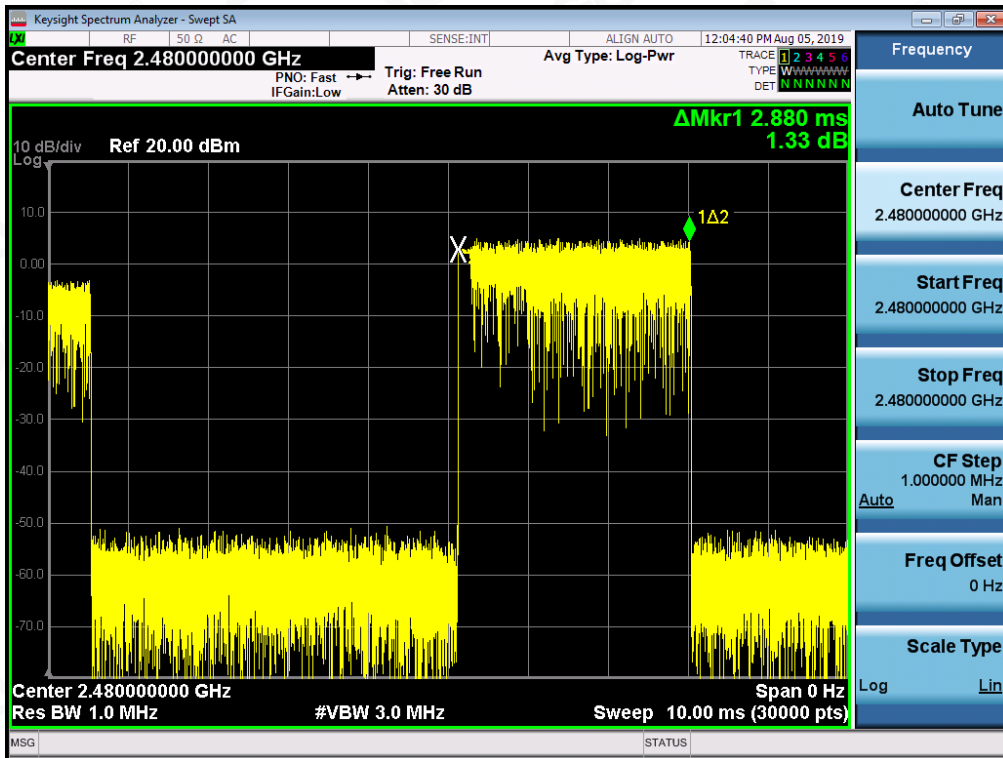 Keysight Spectrum Analyzer - Swept SA
LXI RF 50 Ω AC SENSE:INT ALIGN AUTO 12:04:40 PM Aug 05, 2019
Center Freq 2.480000000 GHz
PNO: Fast
IFGain:Low
Trig: Free Run
Atten: 30 dB
Avg Type: Log-Pwr
TRACE 1 2 3 4 5 6
TYPE WWWWWW
DET N N N N N N
ΔMkr1 2.880 ms
1.33 dB
10 dB/div Ref 20.00 dBm
Log
10.0
0.00
-10.0
-20.0
-30.0
-40.0
-50.0
-60.0
-70.0
X
1Δ2
Center 2.480000000 GHz Span 0 Hz
Res BW 1.0 MHz #VBW 3.0 MHz Sweep 10.00 ms (30000 pts)
MSG STATUS
Frequency
Auto Tune
Center Freq
2.480000000 GHz
Start Freq
2.480000000 GHz
Stop Freq
2.480000000 GHz
CF Step
1.000000 MHz
Auto Man
Freq Offset
0 Hz
Scale Type
Log Lin